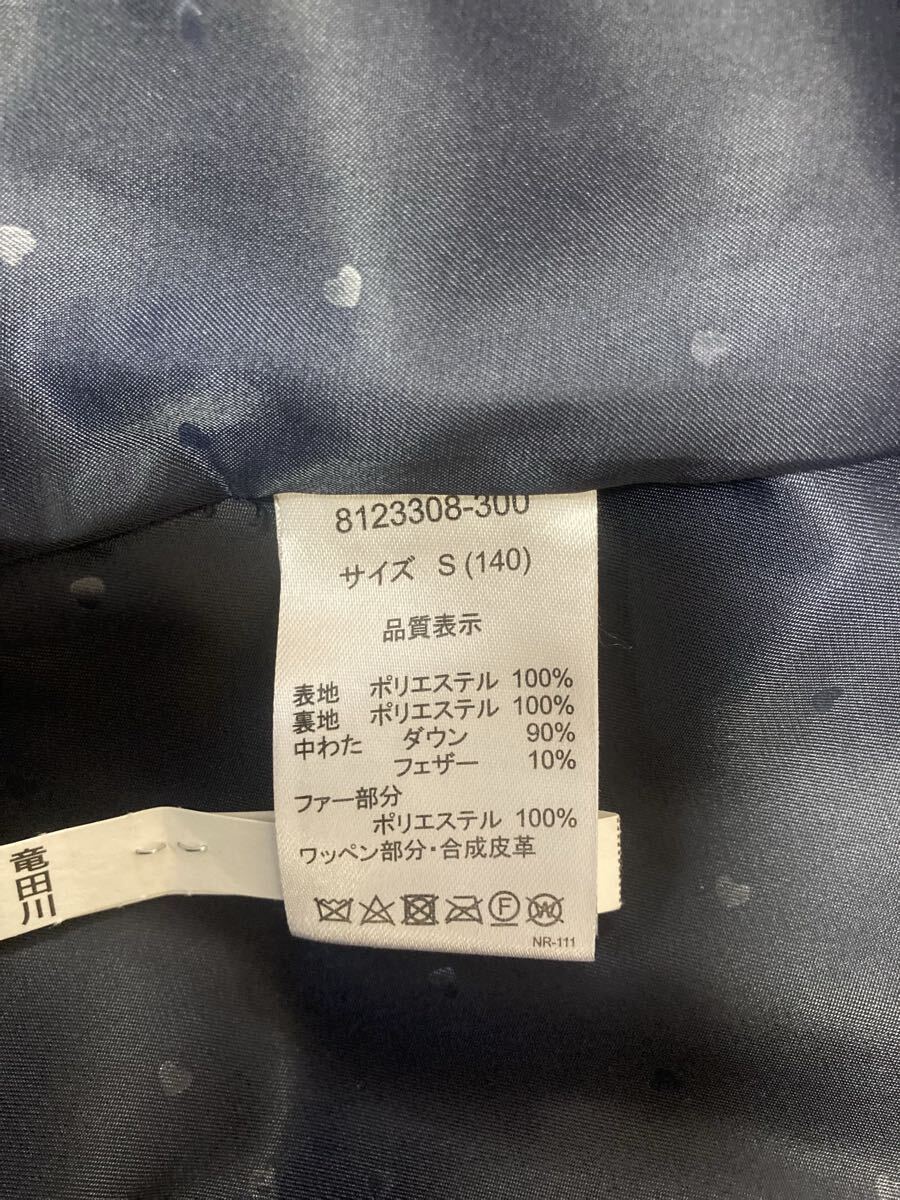 8123308-300
サイズ S (140)
品質表示
表地 ポリエステル 100%
裏地 ポリエステル 100%
中わた ダウン 90%
フェザー 10%
ファー部分
ポリエステル 100%
ワッペン部分・合成皮革
F W
NR-111
竜田川